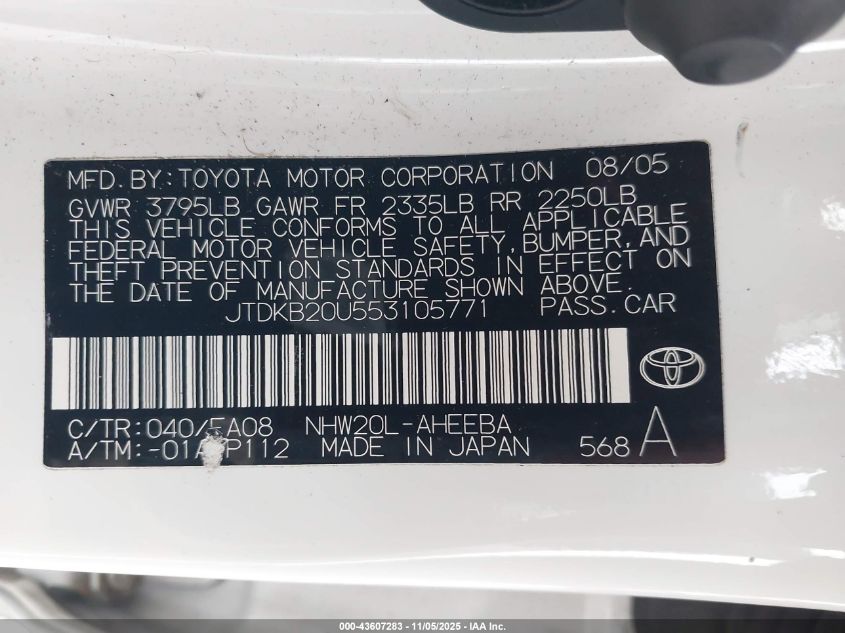 MFD. BY: TOYOTA MOTOR CORPORATION 08/05
GVWR 3795LB GAWR FR 2335LB RR 2250LB
THIS VEHICLE CONFORMS TO ALL APPLICABLE
FEDERAL MOTOR VEHICLE SAFETY, BUMPER, AND
THEFT PREVENTION STANDARDS IN EFFECT ON
THE DATE OF MANUFACTURE SHOWN ABOVE.
JTDKB20U553105771 PASS. CAR
C/TR: 040/FA08 NHW20L-AHEEBA
A/TM: MADE IN JAPAN 568 A
000-43607283 - 11/05/2025 - IAA Inc.